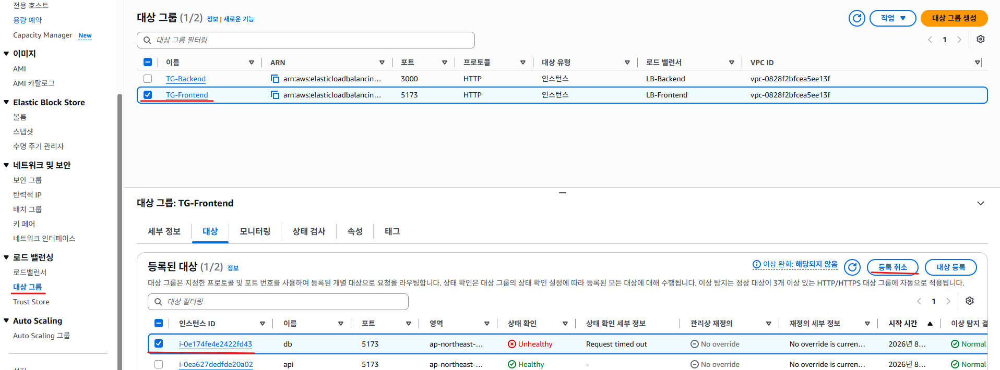 전용 호스트
용량 예약
Capacity Manager New
이미지
AMI
AMI 카탈로그
Elastic Block Store
볼륨
스냅샷
수명 주기 관리자
네트워크 및 보안
보안 그룹
탄력적 IP
배치 그룹
키 페어
네트워크 인터페이스
로드 밸런싱
로드밸런서
대상 그룹
Trust Store
Auto Scaling
Auto Scaling 그룹
대상 그룹 (1/2) 정보 | 새로운 기능
작업
대상 그룹 생성
대상 그룹 필터링
1
이름 ARN 포트 프로토콜 대상 유형 로드 밸런서 VPC ID
TG-Backend arn:aws:elasticloadbalancin... 3000 HTTP 인스턴스 LB-Backend vpc-0828f2bfcea5ee13f
TG-Frontend arn:aws:elasticloadbalancin... 5173 HTTP 인스턴스 LB-Frontend vpc-0828f2bfcea5ee13f
대상 그룹: TG-Frontend
세부 정보 대상 모니터링 상태 검사 속성 태그
등록된 대상 (1/2) 정보
이상 완화: 해당되지 않음
등록 취소
대상 등록
대상 그룹은 지정한 프로토콜 및 포트 번호를 사용하여 등록된 개별 대상으로 요청을 라우팅합니다. 상태 확인은 대상 그룹의 상태 확인 설정에 따라 등록된 모든 대상에 대해 수행됩니다. 이상 탐지는 정상 대상이 3개 이상 있는 HTTP/HTTPS 대상 그룹에 자동으로 적용됩니다.
대상 필터링
1
인스턴스 ID 이름 포트 영역 상태 확인 상태 확인 세부 정보 관리상 재정의 재정의 세부 정보 시작 시간 이상 탐지 결
i-0e174fe4e2422fd43 db 5173 ap-northeast-... Unhealthy Request timed out No override No override is curren... 2026년 8... Normal
i-0ea627dedfde20a02 api 5173 ap-northeast-... Healthy - No override No override is curren... 2026년 8... Normal